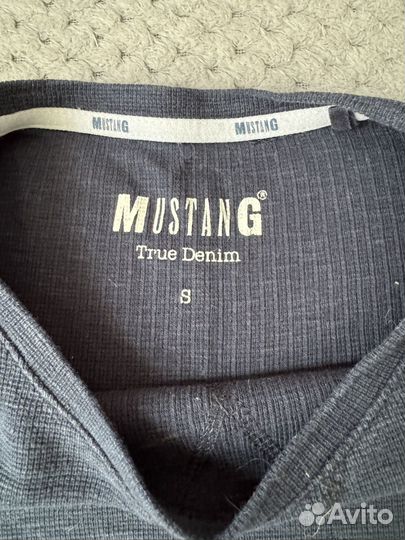 MUSTANG MUSTANG
MUSTANG®
True Denim
S
Avito